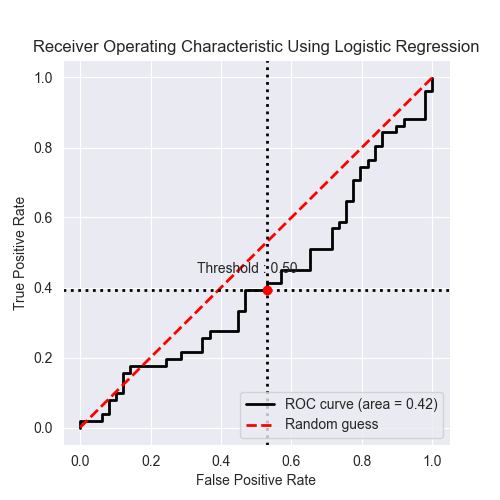 Receiver Operating Characteristic Using Logistic Regression
1.0
0.8
0.6
0.4
0.2
0.0
True Positive Rate
Threshold : 0.50
ROC curve (area = 0.42)
Random guess
0.0 0.2 0.4 0.6 0.8 1.0
False Positive Rate